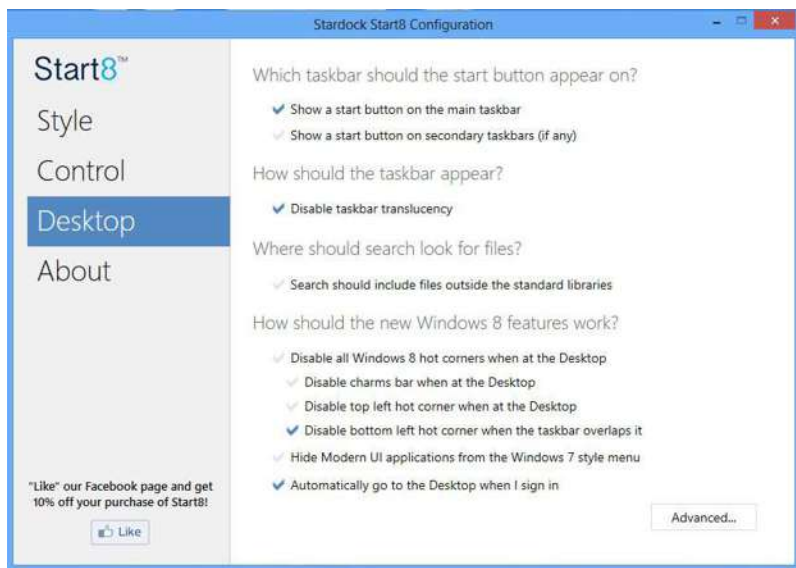 Stardock Start8 Configuration
Start8™
Style
Control
Desktop
About
"Like" our Facebook page and get
10% off your purchase of Start8!
Like
Which taskbar should the start button appear on?
Show a start button on the main taskbar
Show a start button on secondary taskbars (if any)
How should the taskbar appear?
Disable taskbar translucency
Where should search look for files?
Search should include files outside the standard libraries
How should the new Windows 8 features work?
Disable all Windows 8 hot corners when at the Desktop
Disable charms bar when at the Desktop
Disable top left hot corner when at the Desktop
Disable bottom left hot corner when the taskbar overlaps it
Hide Modern UI applications from the Windows 7 style menu
Automatically go to the Desktop when I sign in
Advanced...